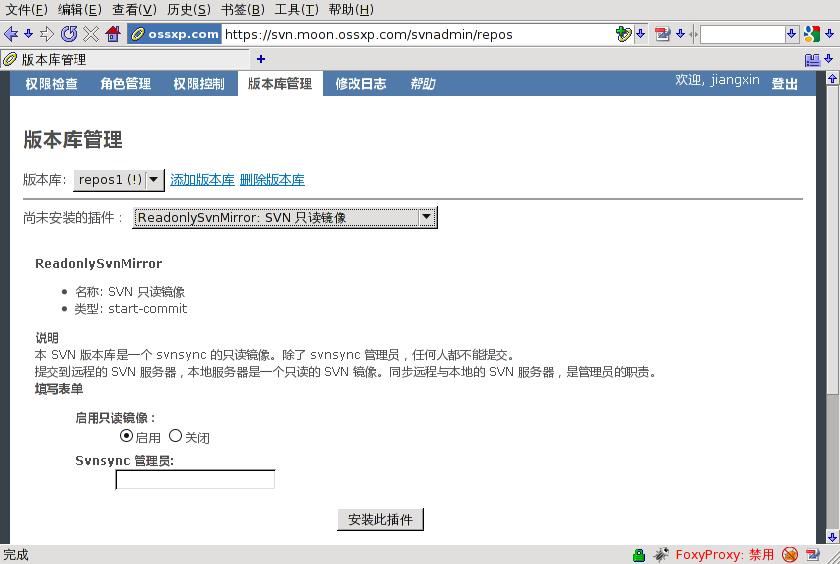 文件(F) 编辑(E) 查看(V) 历史(S) 书签(B) 工具(T) 帮助(H)
ossxp.com https://svn.moon.ossxp.com/svnadmin/repos
版本库管理
权限检查 角色管理 权限控制 版本库管理 修改日志 帮助 欢迎, jiangxin 登出
版本库管理
版本库: repos1 (!) 添加版本库 删除版本库
尚未安装的插件： ReadonlySvnMirror: SVN 只读镜像
ReadonlySvnMirror
• 名称: SVN 只读镜像
• 类型: start-commit
说明
本 SVN 版本库是一个 svnsync 的只读镜像。除了 svnsync 管理员，任何人都不能提交。
提交到远程的 SVN 服务器，本地服务器是一个只读的 SVN 镜像。同步远程与本地的 SVN 服务器，是管理员的职责。
填写表单
启用只读镜像：
启用 关闭
Svnsync 管理员:
安装此插件
完成 FoxyProxy: 禁用